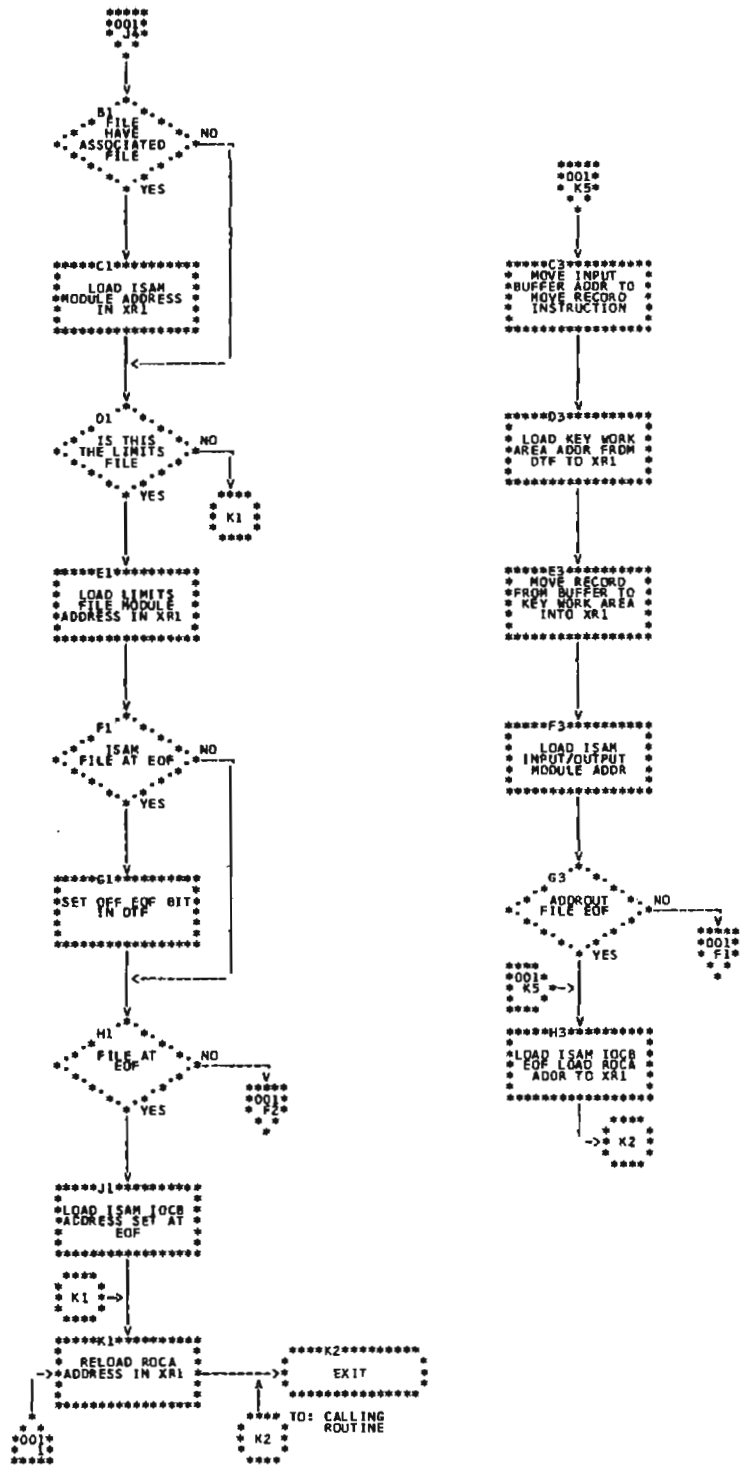 001
J4
B1
FILE
HAVE
ASSOCIATED
FILE
NO
YES
C1
LOAD ISAM
MODULE ADDRESS
IN XR1
D1
IS THIS
THE LIMITS
FILE
NO
YES
K1
E1
LOAD LIMITS
FILE MODULE
ADDRESS IN XR1
F1
ISAM
FILE AT EOF
NO
YES
G1
SET OFF EOF BIT
IN DTF
H1
FILE AT
EOF
NO
YES
001
F2
J1
LOAD ISAM IOCB
ADDRESS SET AT
EOF
K1
K1
RELOAD RDCA
ADDRESS IN XR1
001
K2
EXIT
K2
TO: CALLING
ROUTINE
001
K5
C3
MOVE INPUT
BUFFER ADDR TO
MOVE RECORD
INSTRUCTION
D3
LOAD KEY WORK
AREA ADDR FROM
DTF TO XR1
E3
MOVE RECORD
FROM BUFFER TO
KEY WORK AREA
INTO XR1
F3
LOAD ISAM
INPUT/OUTPUT
MODULE ADDR
G3
ADDROUT
FILE EOF
NO
YES
001
F1
001
K5
H3
LOAD ISAM IOCB
EOF LOAD RDCA
ADDR TO XR1
K2